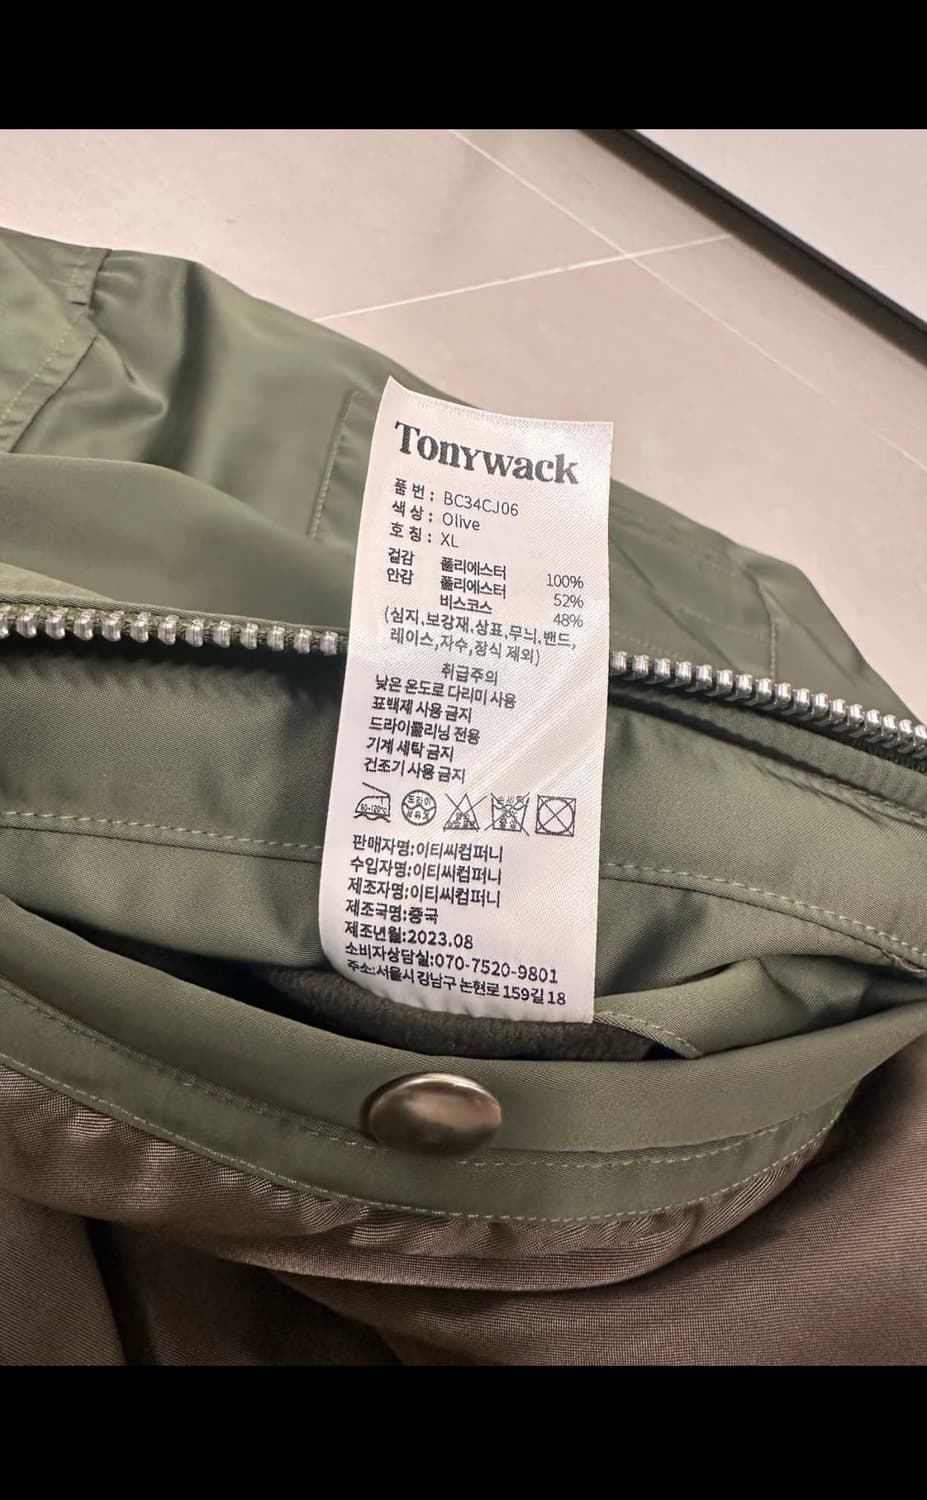 Tonywack
품 번 : BC34CJ06
색 상 : Olive
호 칭 : XL
겉감 폴리에스터 100%
안감 폴리에스터 52%
비스코스 48%
(심지,보강재,상표,무늬,밴드,
레이스,자수,장식 제외)
취급주의
낮은 온도로 다리미 사용
표백제 사용 금지
드라이클리닝 전용
기계 세탁 금지
건조기 사용 금지
80~120°C 드라이
판매자명:이티씨컴퍼니
수입자명:이티씨컴퍼니
제조자명:이티씨컴퍼니
제조국명:중국
제조년월:2023.08
소비자상담실:070-7520-9801
주소:서울시 강남구 논현로 159길 18